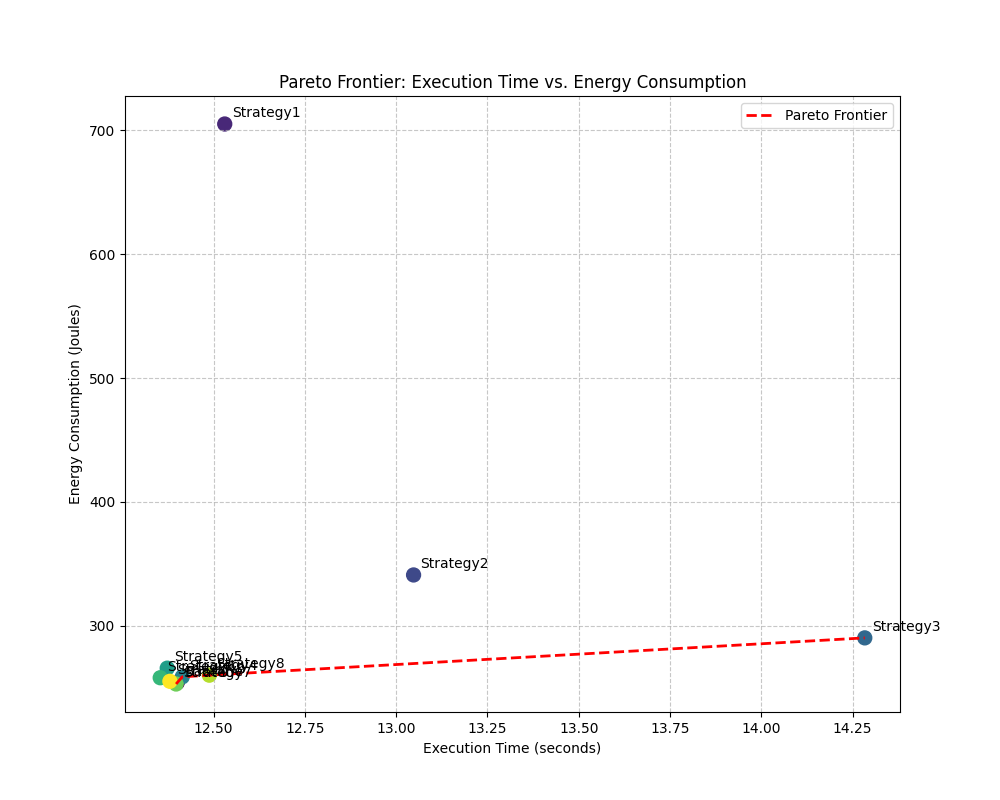 Pareto Frontier: Execution Time vs. Energy Consumption
Pareto Frontier
Strategy1
Strategy2
Strategy3
Strategy5
Strategy8
700
600
500
400
300
Energy Consumption (Joules)
12.50 12.75 13.00 13.25 13.50 13.75 14.00 14.25
Execution Time (seconds)